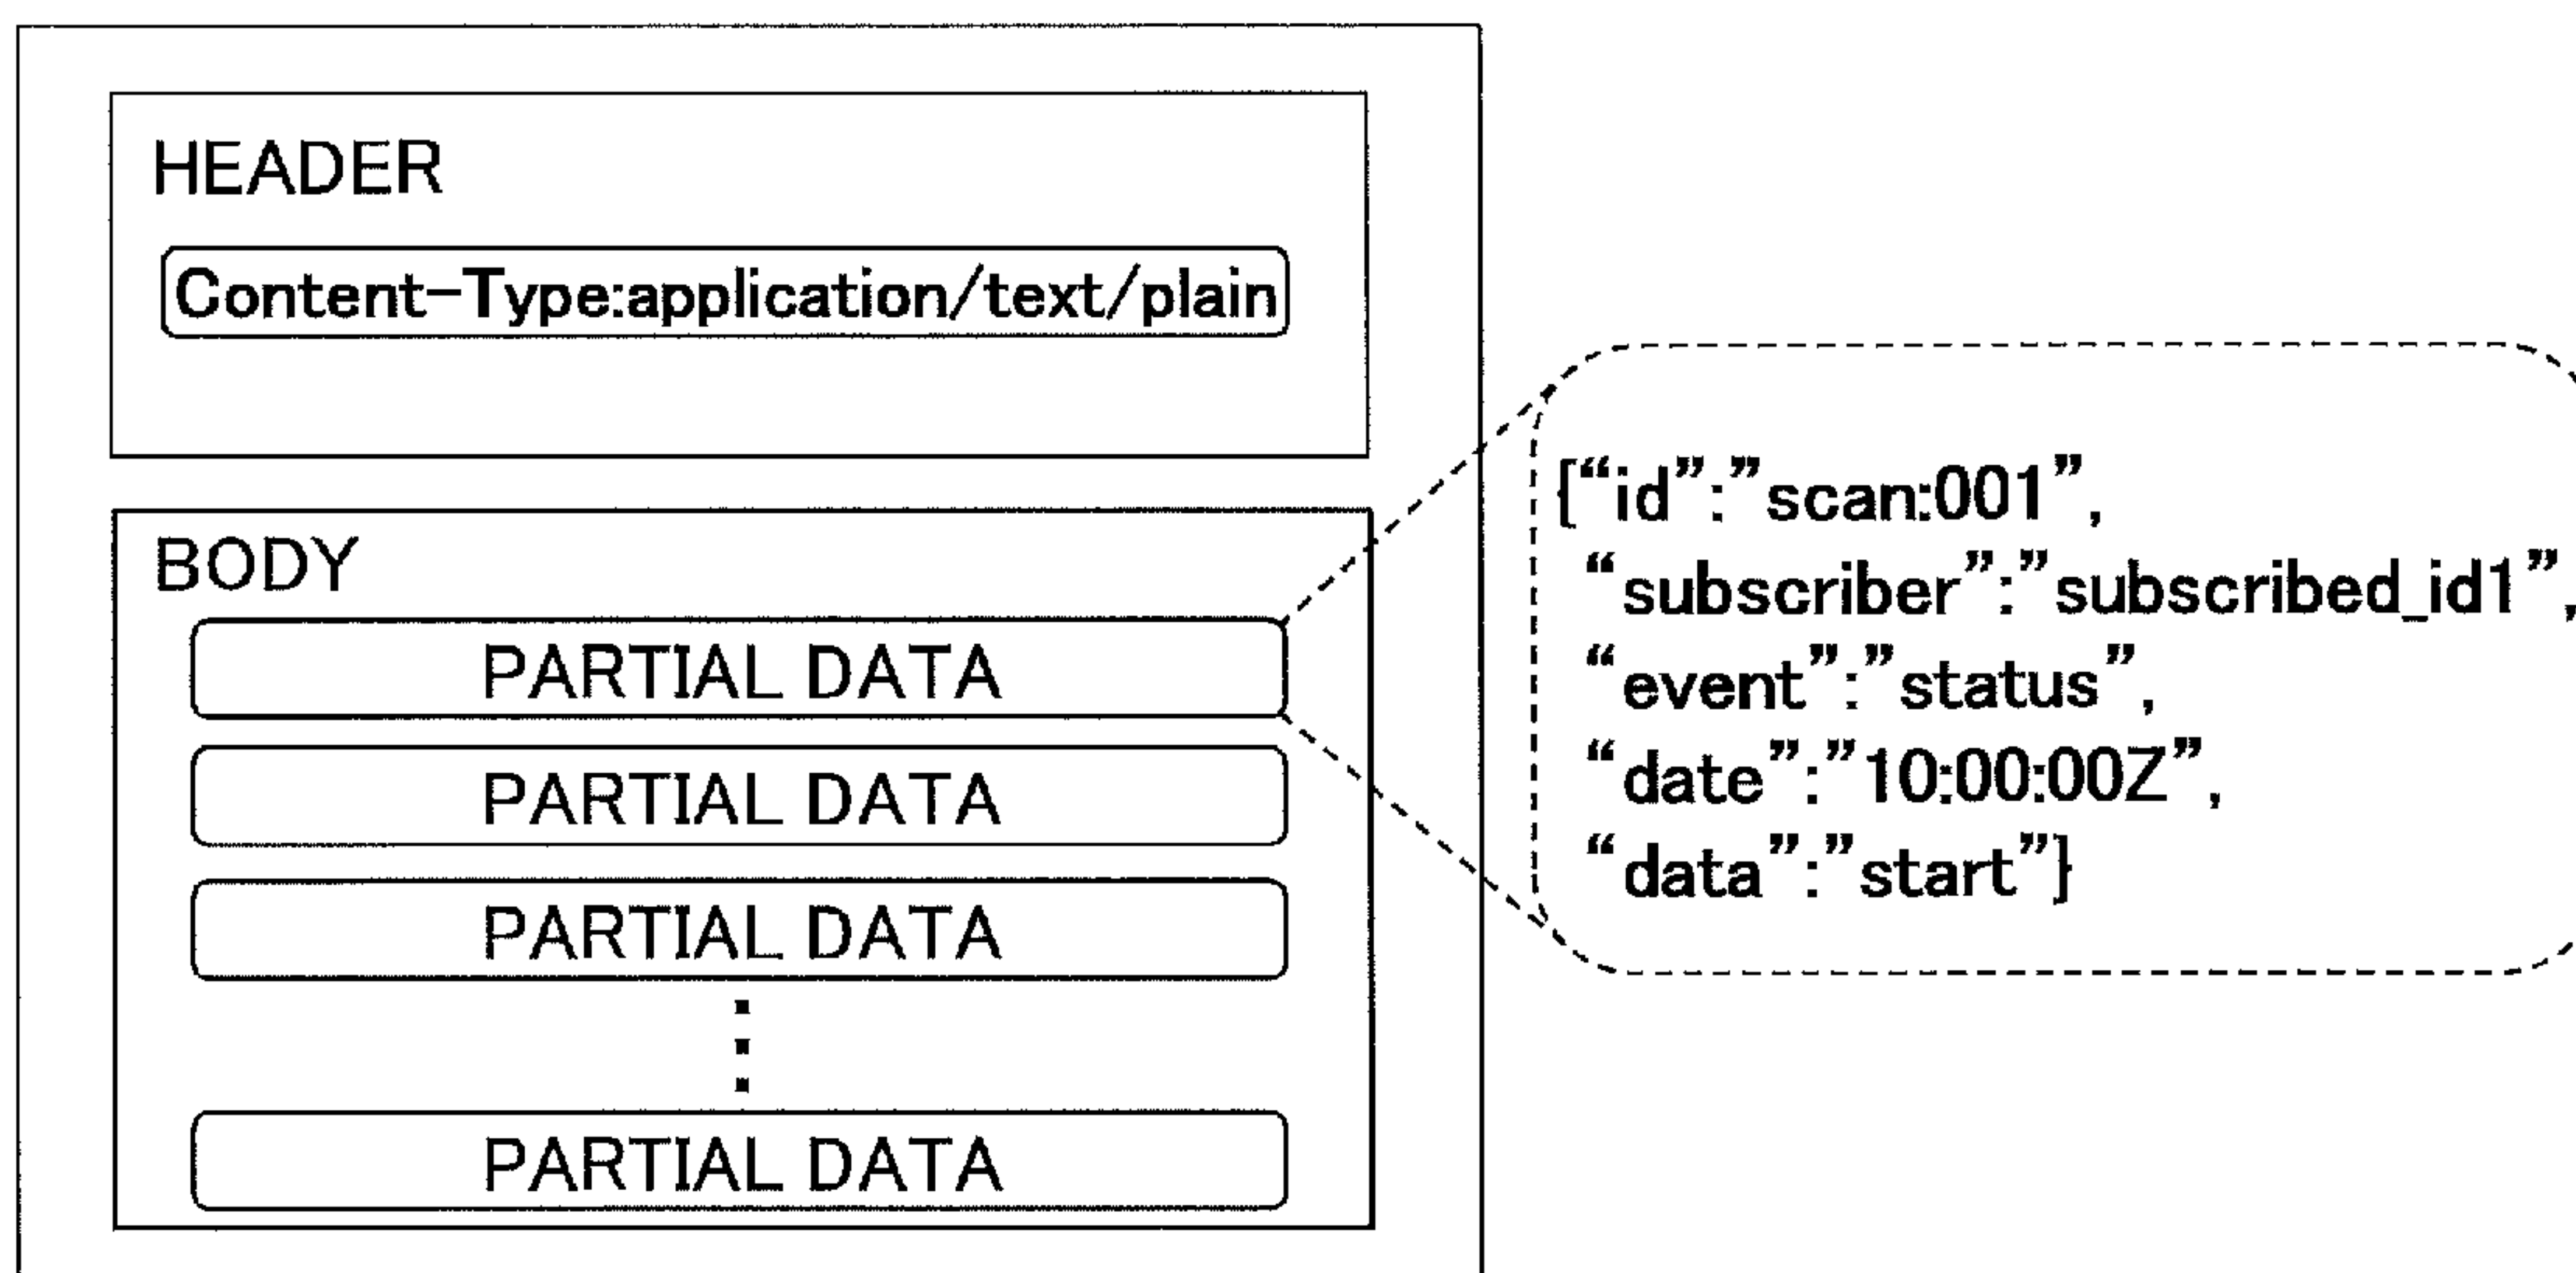 HEADER
Content-Type:application/text/plain
BODY
PARTIAL DATA
PARTIAL DATA
PARTIAL DATA
PARTIAL DATA
{“id”:”scan:001”,
“subscriber”:”subscribed_id1”,
“event”:”status”,
“date”:”10:00:00Z”,
“data”:”start”}